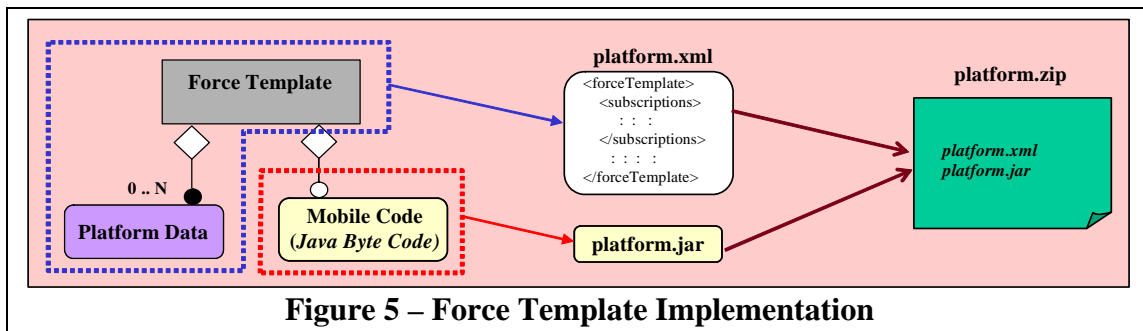 platform.xml
platform.zip
Force Template
<forceTemplate>
<subscriptions>
: : :
</subscriptions>
: : : :
</forceTemplate>
platform.xml
platform.jar
0 .. N
Platform Data
Mobile Code
(Java Byte Code)
platform.jar
Figure 5 – Force Template Implementation